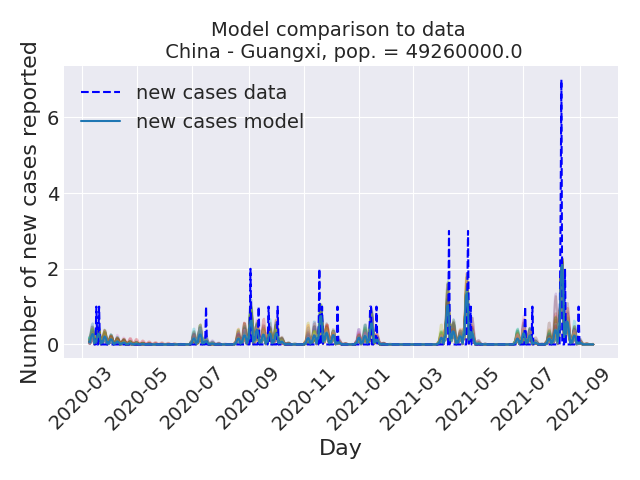 Model comparison to data
China - Guangxi, pop. = 49260000.0
Number of new cases reported
new cases data
new cases model
6
4
2
0
2020-03
2020-05
2020-07
2020-09
2020-11
2021-01
2021-03
2021-05
2021-07
2021-09
Day